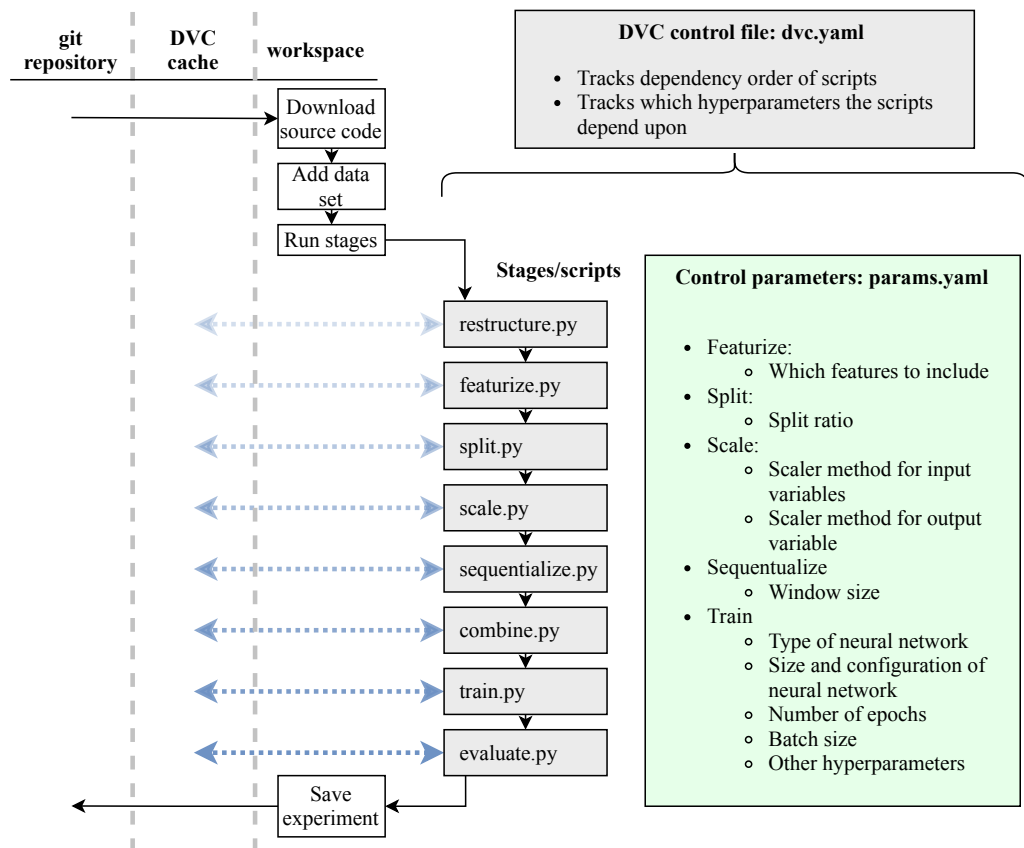 git
repository
DVC
cache
workspace
Download
source code
Add data
set
Run stages
DVC control file: dvc.yaml
• Tracks dependency order of scripts
• Tracks which hyperparameters the scripts
depend upon
Stages/scripts
restructure.py
featurize.py
split.py
scale.py
sequentialize.py
combine.py
train.py
evaluate.py
Save
experiment
Control parameters: params.yaml
• Featurize:
◦ Which features to include
• Split:
◦ Split ratio
• Scale:
◦ Scaler method for input
variables
◦ Scaler method for output
variable
• Sequentualize
◦ Window size
• Train
◦ Type of neural network
◦ Size and configuration of
neural network
◦ Number of epochs
◦ Batch size
◦ Other hyperparameters